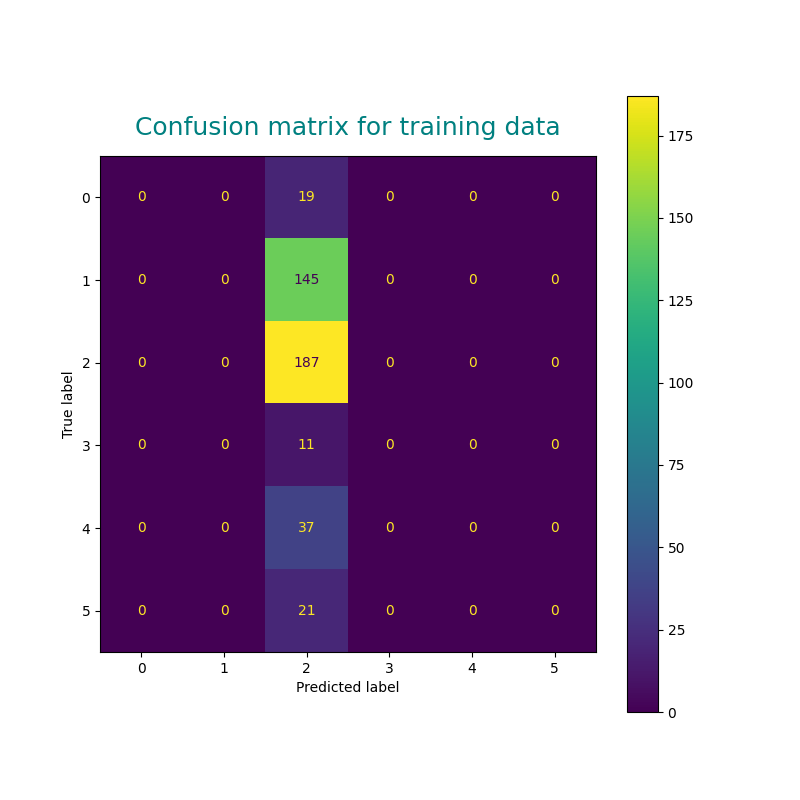 Confusion matrix for training data
175
150
125
100
75
50
25
0
True label
0 0 0 19 0 0 0
1 0 0 145 0 0 0
2 0 0 187 0 0 0
3 0 0 11 0 0 0
4 0 0 37 0 0 0
5 0 0 21 0 0 0
0 1 2 3 4 5
Predicted label